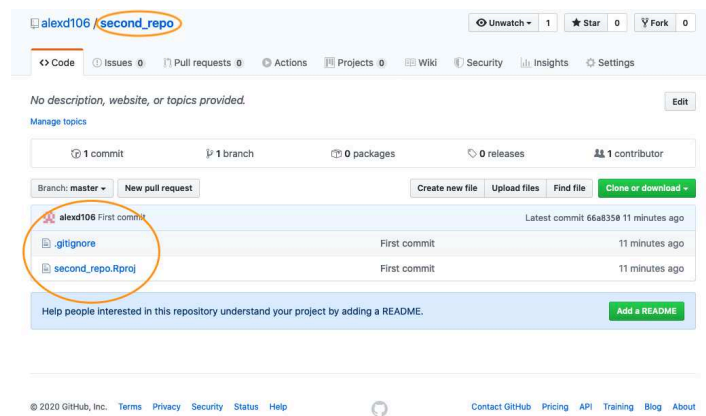 alexd106 / second_repo
Unwatch 1 Star 0 Fork 0
Code Issues 0 Pull requests 0 Actions Projects 0 Wiki Security Insights Settings
No description, website, or topics provided. Edit
Manage topics
1 commit 1 branch 0 packages 0 releases 1 contributor
Branch: master New pull request Create new file Upload files Find file Clone or download
alexd106 First commit Latest commit 66a8350 11 minutes ago
.gitignore First commit 11 minutes ago
second_repo.Rproj First commit 11 minutes ago
Help people interested in this repository understand your project by adding a README. Add a README
© 2020 GitHub, Inc. Terms Privacy Security Status Help Contact GitHub Pricing API Training Blog About